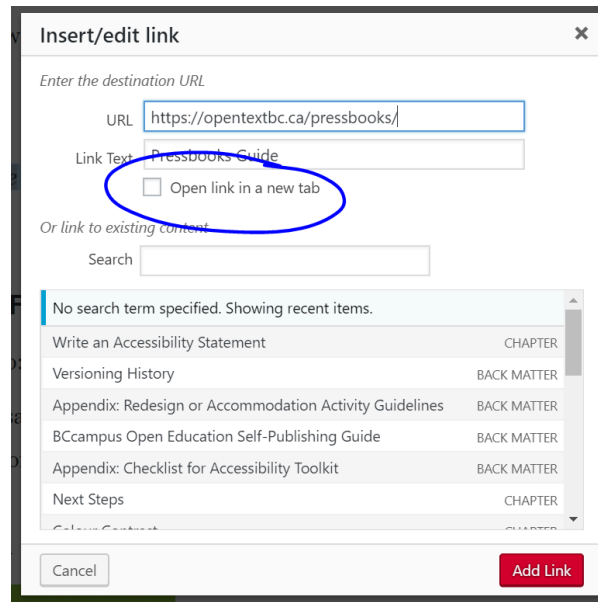 Insert/edit link
Enter the destination URL
URL https://opentextbc.ca/pressbooks/
Link Text Pressbooks Guide
Open link in a new tab
Or link to existing content
Search
No search term specified. Showing recent items.
Write an Accessibility Statement CHAPTER
Versioning History BACK MATTER
Appendix: Redesign or Accommodation Activity Guidelines BACK MATTER
BCcampus Open Education Self-Publishing Guide BACK MATTER
Appendix: Checklist for Accessibility Toolkit BACK MATTER
Next Steps CHAPTER
Colour Contrast CHAPTER
Cancel Add Link